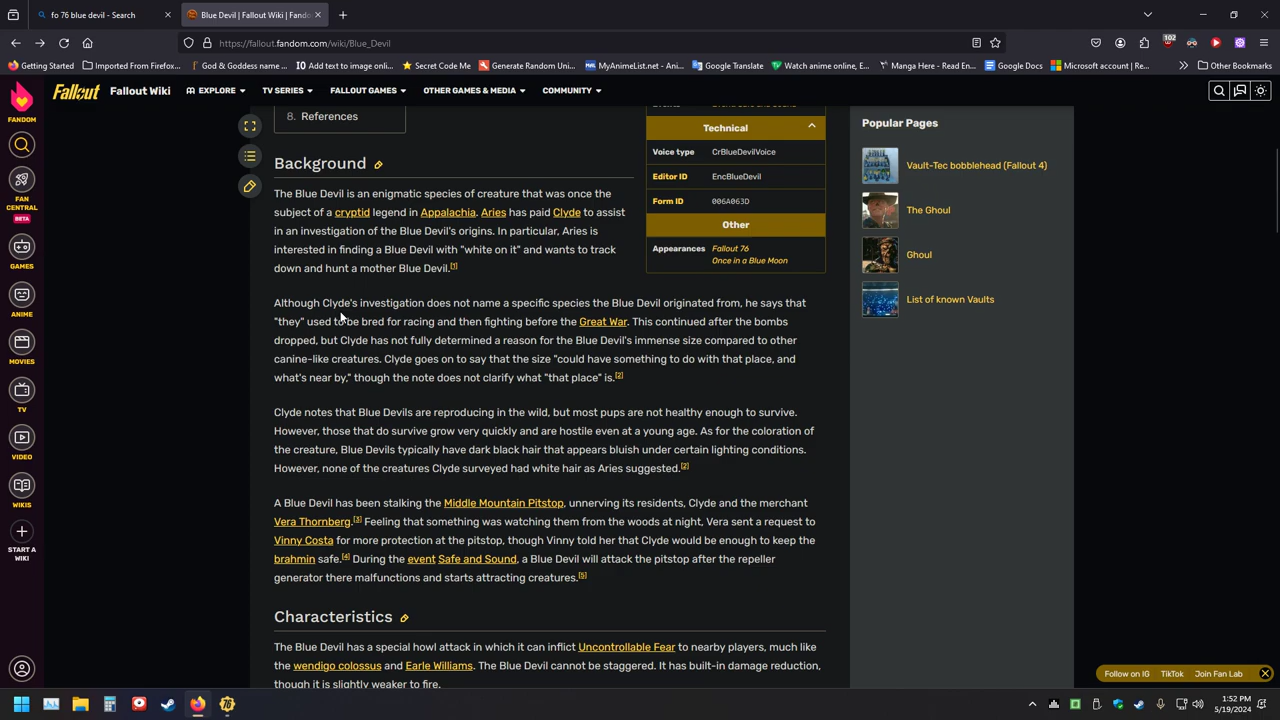 fo 76 blue devil - Search
Blue Devil | Fallout Wiki | Fando
https://fallout.fandom.com/wiki/Blue_Devil
102
Getting Started
Imported From Firefox...
God & Goddess name ...
Add text to image onl...
Secret Code Me
Generate Random Uni...
MyAnimeList.net - Ani...
Google Translate
Watch anime online, E...
Manga Here - Read En...
Google Docs
Microsoft account | Re...
Other Bookmarks
Fallout
Fallout Wiki
EXPLORE
TV SERIES
FALLOUT GAMES
OTHER GAMES & MEDIA
COMMUNITY
FANDOM
FAN
CENTRAL
BETA
GAMES
ANIME
MOVIES
TV
VIDEO
WIKIS
START A
WIKI
8. References
Background
The Blue Devil is an enigmatic species of creature that was once the
subject of a cryptid legend in Appalachia. Aries has paid Clyde to assist
in an investigation of the Blue Devil's origins. In particular, Aries is
interested in finding a Blue Devil with "white on it" and wants to track
down and hunt a mother Blue Devil.[1]
Although Clyde's investigation does not name a specific species the Blue Devil originated from, he says that
"they" used to be bred for racing and then fighting before the Great War. This continued after the bombs
dropped, but Clyde has not fully determined a reason for the Blue Devil's immense size compared to other
canine-like creatures. Clyde goes on to say that the size "could have something to do with that place, and
what's near by," though the note does not clarify what "that place" is.[2]
Clyde notes that Blue Devils are reproducing in the wild, but most pups are not healthy enough to survive.
However, those that do survive grow very quickly and are hostile even at a young age. As for the coloration
of the creature, Blue Devils typically have dark black hair that appears bluish under certain lighting conditions.
However, none of the creatures Clyde surveyed had white hair as Aries suggested.[2]
A Blue Devil has been stalking the Middle Mountain Pitstop, unnerving its residents, Clyde and the merchant
Vera Thornberg.[3] Feeling that something was watching them from the woods at night, Vera sent a request to
Vinny Costa for more protection at the pitstop, though Vinny told her that Clyde would be enough to keep the
brahmin safe.[4] During the event Safe and Sound, a Blue Devil will attack the pitstop after the repeller
generator there malfunctions and starts attracting creatures.[5]
Characteristics
The Blue Devil has a special howl attack in which it can inflict Uncontrollable Fear to nearby players, much like
the wendigo colossus and Earle Williams. The Blue Devil cannot be staggered. It has built-in damage reduction,
though it is slightly weaker to fire.
Technical
Voice type CrBlueDevilVoice
Editor ID EncBlueDevil
Form ID 006A063D
Other
Appearances Fallout 76
Once in a Blue Moon
Popular Pages
Vault-Tec bobblehead (Fallout 4)
The Ghoul
Ghoul
List of known Vaults
Follow on IG TikTok Join Fan Lab
76
1:52 PM
5/19/2024